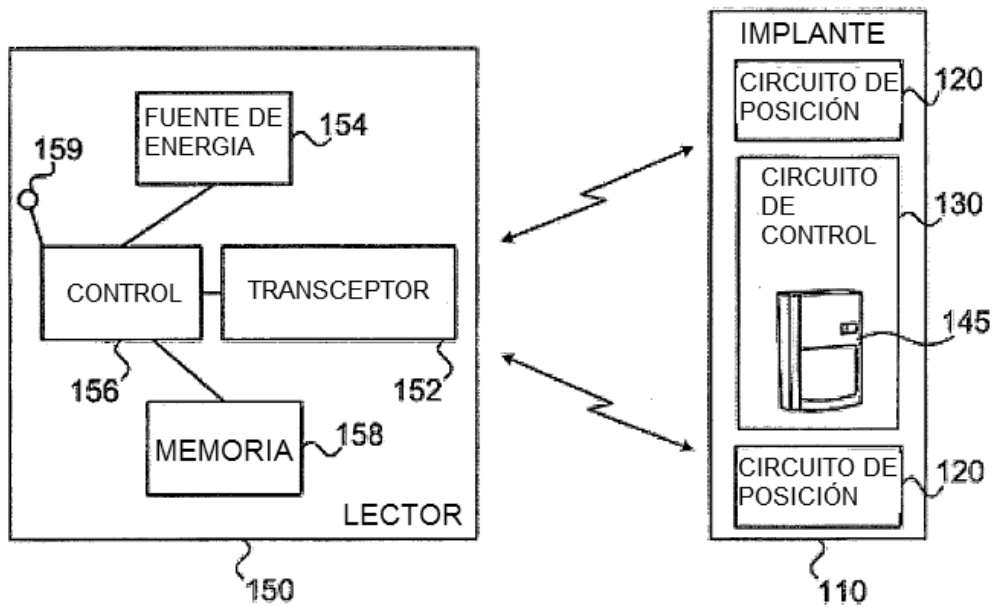 FUENTE DE
ENERGIA
154
159
CONTROL
TRANSCEPTOR
156
152
MEMORIA
158
LECTOR
150
IMPLANTE
CIRCUITO DE
POSICIÓN
120
CIRCUITO
DE
CONTROL
130
145
CIRCUITO DE
POSICIÓN
120
110